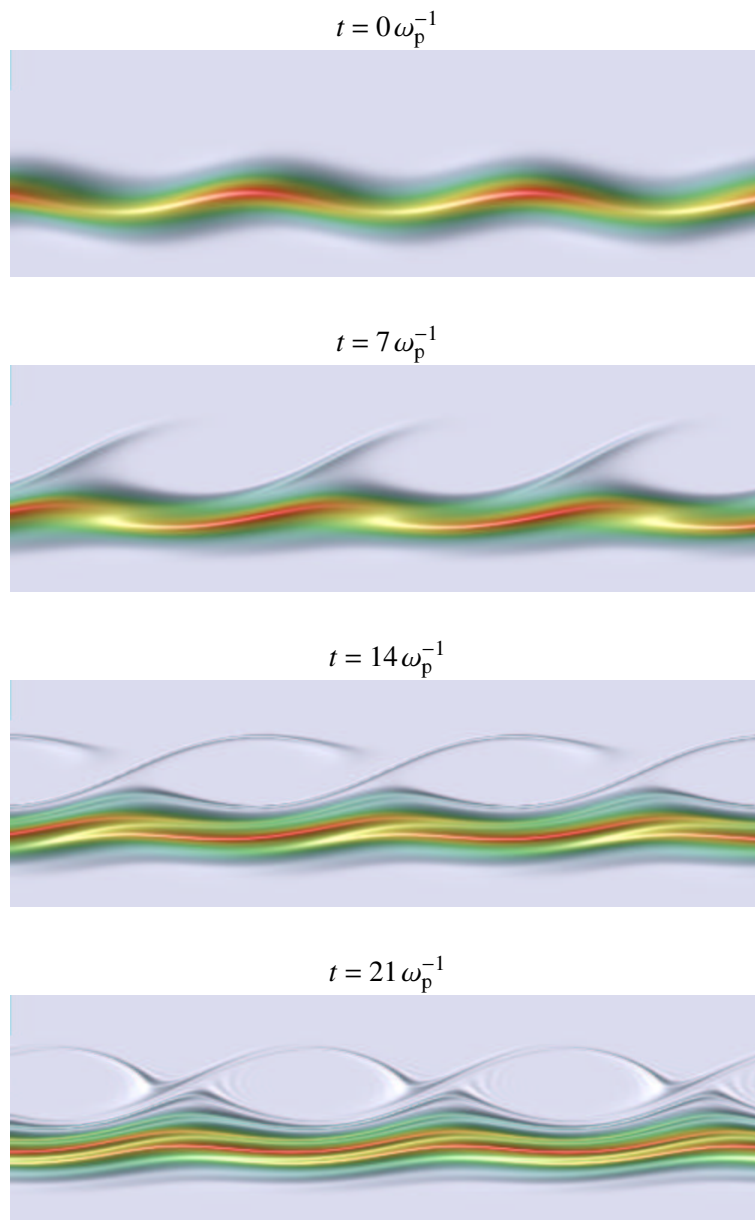 t = 0 ω_p^{-1}
t = 7 ω_p^{-1}
t = 14 ω_p^{-1}
t = 21 ω_p^{-1}